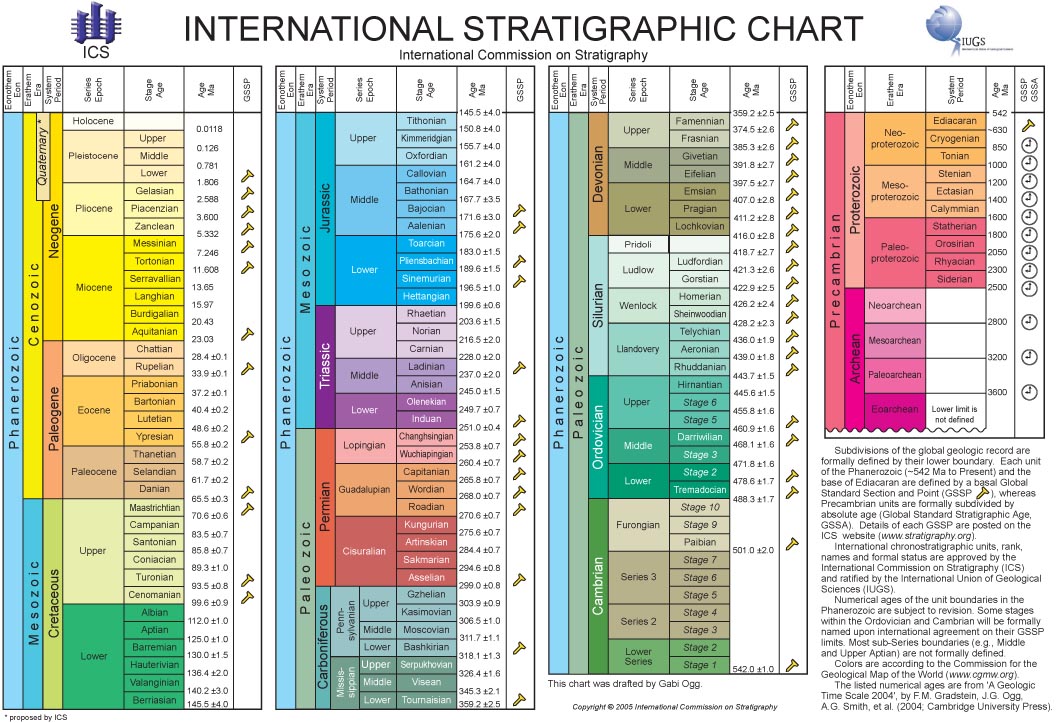 INTERNATIONAL STRATIGRAPHIC CHART
International Commission on Stratigraphy
ICS
IUGS
Eonothem Eon
Erathem Era
System Period
Series Epoch
Stage Age
Age Ma
GSSP
Phanerozoic
Cenozoic
Mesozoic
Quaternary *
Neogene
Paleogene
Cretaceous
Holocene
0.0118
Pleistocene
Upper
0.126
Middle
0.781
Lower
1.806
Pliocene
Gelasian
2.588
Piacenzian
3.600
Zanclean
5.332
Miocene
Messinian
7.246
Tortonian
11.608
Serravallian
13.65
Langhian
15.97
Burdigalian
20.43
Aquitanian
23.03
Oligocene
Chattian
28.4 ±0.1
Rupelian
33.9 ±0.1
Eocene
Priabonian
37.2 ±0.1
Bartonian
40.4 ±0.2
Lutetian
48.6 ±0.2
Ypresian
55.8 ±0.2
Paleocene
Thanetian
58.7 ±0.2
Selandian
61.7 ±0.2
Danian
65.5 ±0.3
Upper
Maastrichtian
70.6 ±0.6
Campanian
83.5 ±0.7
Santonian
85.8 ±0.7
Coniacian
89.3 ±1.0
Turonian
93.5 ±0.8
Cenomanian
99.6 ±0.9
Lower
Albian
112.0 ±1.0
Aptian
125.0 ±1.0
Barremian
130.0 ±1.5
Hauterivian
136.4 ±2.0
Valanginian
140.2 ±3.0
Berriasian
145.5 ±4.0
* proposed by ICS
Eonothem Eon
Erathem Era
System Period
Series Epoch
Stage Age
Age Ma
GSSP
Phanerozoic
Mesozoic
Paleozoic
Jurassic
Triassic
Permian
Carboniferous
145.5 ±4.0
Upper
Tithonian
150.8 ±4.0
Kimmeridgian
155.7 ±4.0
Oxfordian
161.2 ±4.0
Middle
Callovian
164.7 ±4.0
Bathonian
167.7 ±3.5
Bajocian
171.6 ±3.0
Aalenian
175.6 ±2.0
Lower
Toarcian
183.0 ±1.5
Pliensbachian
189.6 ±1.5
Sinemurian
196.5 ±1.0
Hettangian
199.6 ±0.6
Upper
Rhaetian
203.6 ±1.5
Norian
216.5 ±2.0
Carnian
228.0 ±2.0
Middle
Ladinian
237.0 ±2.0
Anisian
245.0 ±1.5
Lower
Olenekian
249.7 ±0.7
Induan
251.0 ±0.4
Lopingian
Changhsingian
253.8 ±0.7
Wuchiapingian
260.4 ±0.7
Guadalupian
Capitanian
265.8 ±0.7
Wordian
268.0 ±0.7
Roadian
270.6 ±0.7
Cisuralian
Kungurian
275.6 ±0.7
Artinskian
284.4 ±0.7
Sakmarian
294.6 ±0.8
Asselian
299.0 ±0.8
Penn-
sylvanian
Upper
Gzhelian
303.9 ±0.9
Kasimovian
306.5 ±1.0
Middle
Moscovian
311.7 ±1.1
Lower
Bashkirian
318.1 ±1.3
Missis-
sippian
Upper
Serpukhovian
326.4 ±1.6
Middle
Visean
345.3 ±2.1
Lower
Tournaisian
359.2 ±2.5
Eonothem Eon
Erathem Era
System Period
Series Epoch
Stage Age
Age Ma
GSSP
Phanerozoic
Paleozoic
Devonian
Silurian
Ordovician
Cambrian
359.2 ±2.5
Upper
Famennian
374.5 ±2.6
Frasnian
385.3 ±2.6
Middle
Givetian
391.8 ±2.7
Eifelian
397.5 ±2.7
Lower
Emsian
407.0 ±2.8
Pragian
411.2 ±2.8
Lochkovian
416.0 ±2.8
Pridoli
418.7 ±2.7
Ludlow
Ludfordian
421.3 ±2.6
Gorstian
422.9 ±2.5
Wenlock
Homerian
426.2 ±2.4
Sheinwoodian
428.2 ±2.3
Llandovery
Telychian
436.0 ±1.9
Aeronian
439.0 ±1.8
Rhuddanian
443.7 ±1.5
Upper
Hirnantian
445.6 ±1.5
Stage 6
455.8 ±1.6
Stage 5
460.9 ±1.6
Middle
Darriwilian
468.1 ±1.6
Stage 3
471.8 ±1.6
Lower
Stage 2
478.6 ±1.7
Tremadocian
488.3 ±1.7
Furongian
Stage 10
Stage 9
Paibian
501.0 ±2.0
Series 3
Stage 7
Stage 6
Stage 5
Series 2
Stage 4
Stage 3
Lower
Series
Stage 2
Stage 1
542.0 ±1.0
This chart was drafted by Gabi Ogg.
Copyright © 2005 International Commission on Stratigraphy
Eonothem Eon
Erathem Era
System Period
Age Ma
GSSP GSSA
Precambrian
Proterozoic
Archean
542
Neo-
proterozoic
Ediacaran
~630
Cryogenian
850
Tonian
1000
Meso-
proterozoic
Stenian
1200
Ectasian
1400
Calymmian
1600
Paleo-
proterozoic
Statherian
1800
Orosirian
2050
Rhyacian
2300
Siderian
2500
Neoarchean
2800
Mesoarchean
3200
Paleoarchean
3600
Eoarchean
Lower limit is
not defined
Subdivisions of the global geologic record are
formally defined by their lower boundary. Each unit
of the Phanerozoic (~542 Ma to Present) and the
base of Ediacaran are defined by a basal Global
Standard Section and Point (GSSP ), whereas
Precambrian units are formally subdivided by
absolute age (Global Standard Stratigraphic Age,
GSSA). Details of each GSSP are posted on the
ICS website (www.stratigraphy.org).
International chronostratigraphic units, rank,
names and formal status are approved by the
International Commission on Stratigraphy (ICS)
and ratified by the International Union of Geological
Sciences (IUGS).
Numerical ages of the unit boundaries in the
Phanerozoic are subject to revision. Some stages
within the Ordovician and Cambrian will be formally
named upon international agreement on their GSSP
limits. Most sub-Series boundaries (e.g., Middle
and Upper Aptian) are not formally defined.
Colors are according to the Commission for the
Geological Map of the World (www.cgmw.org).
The listed numerical ages are from 'A Geologic
Time Scale 2004', by F.M. Gradstein, J.G. Ogg,
A.G. Smith, et al. (2004; Cambridge University Press).